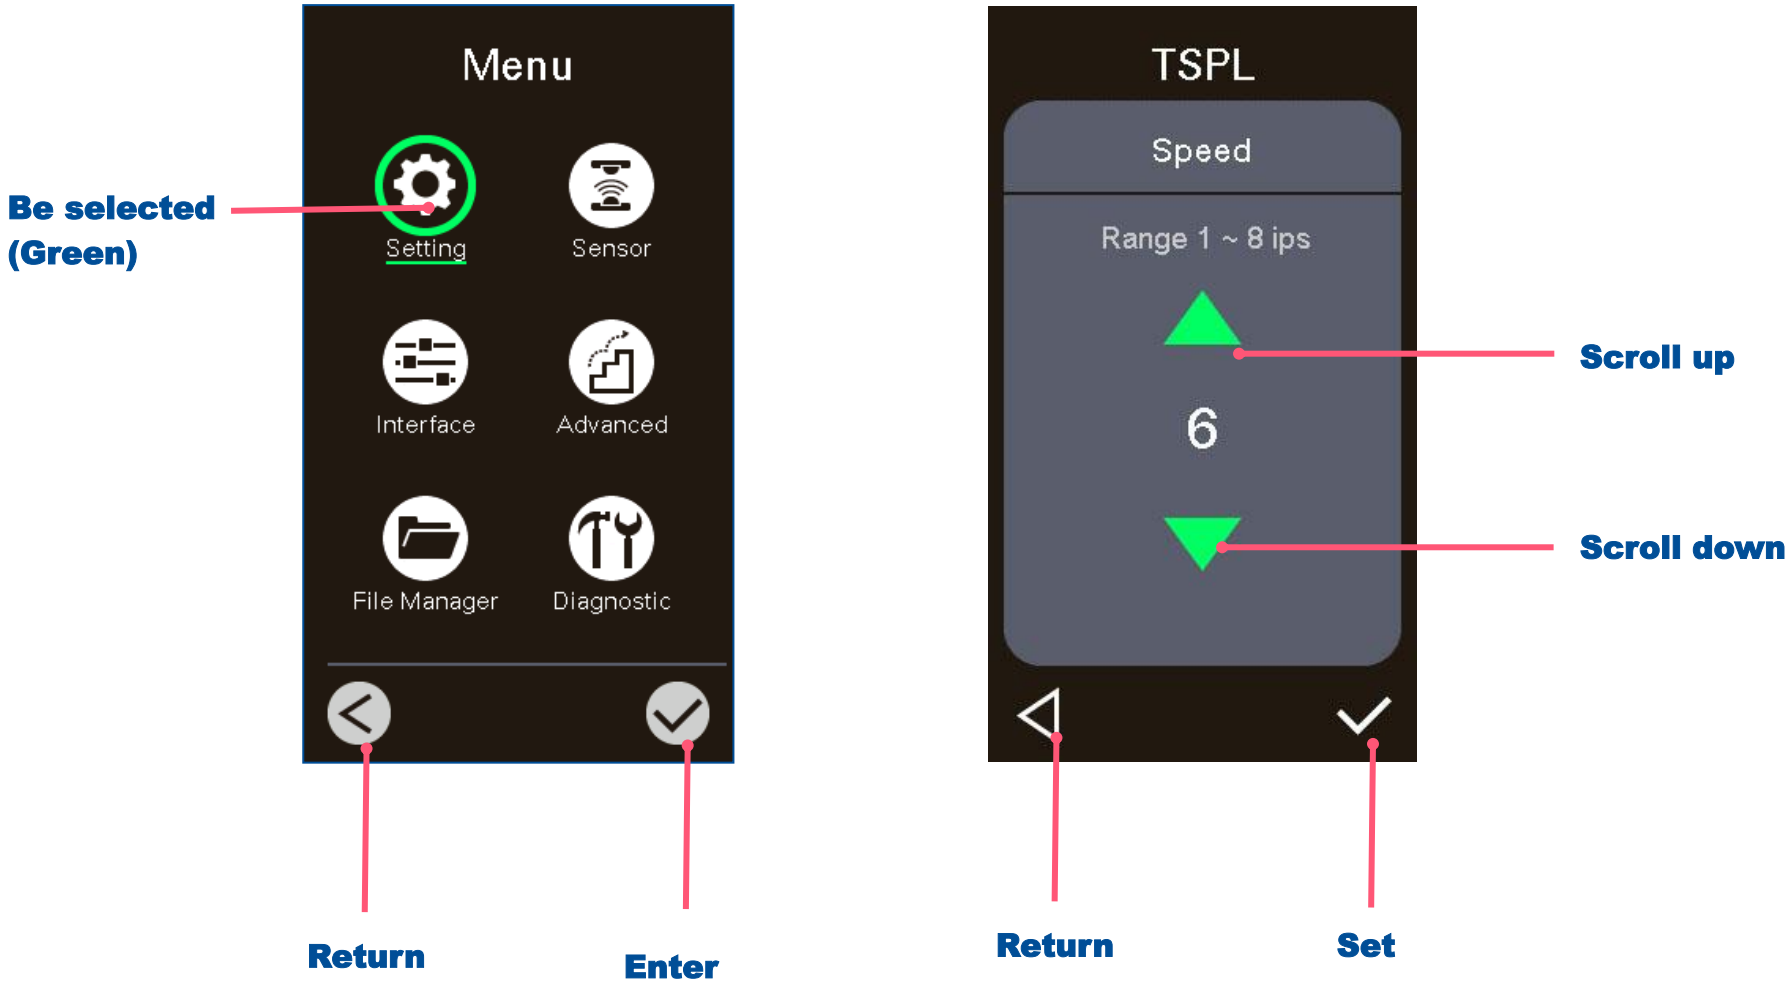 Menu
Be selected
(Green)
Setting
Sensor
Interface
Advanced
File Manager
Diagnostic
Return
Enter
TSPL
Speed
Range 1 ~ 8 ips
Scroll up
6
Scroll down
Return
Set